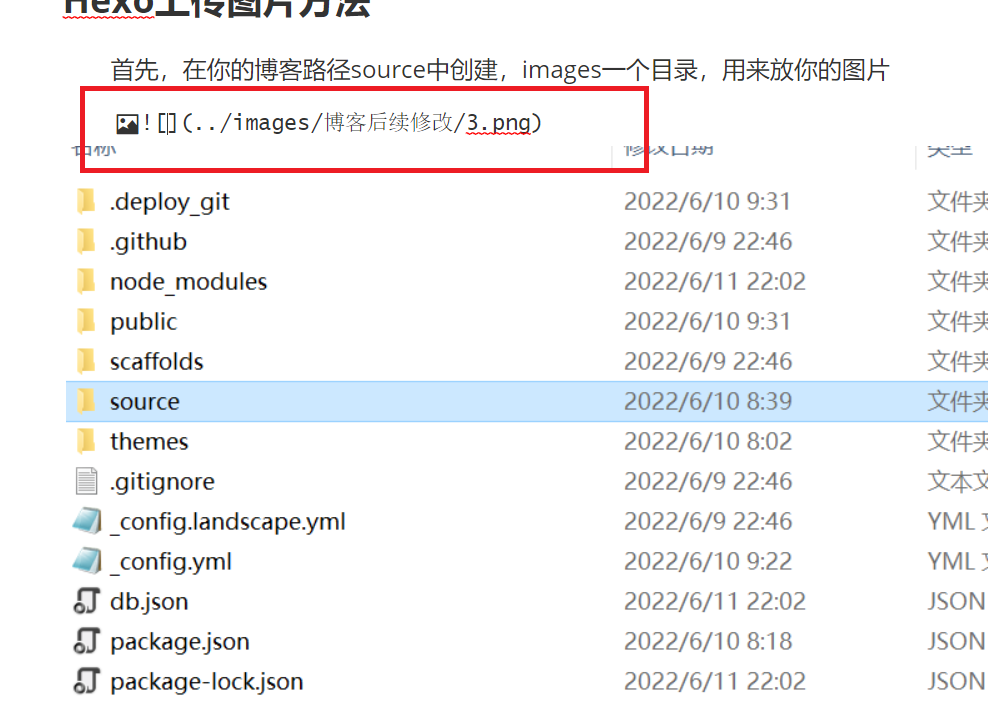 Hexo上传图片方法
首先，在你的博客路径source中创建，images一个目录，用来放你的图片
![](../images/博客后续修改/3.png)
名称 修改日期 类型
.deploy_git 2022/6/10 9:31 文件夹
.github 2022/6/9 22:46 文件夹
node_modules 2022/6/11 22:02 文件夹
public 2022/6/10 9:31 文件夹
scaffolds 2022/6/9 22:46 文件夹
source 2022/6/10 8:39 文件夹
themes 2022/6/10 8:02 文件夹
.gitignore 2022/6/9 22:46 文本文
_config.landscape.yml 2022/6/9 22:46 YML
_config.yml 2022/6/10 9:22 YML
db.json 2022/6/11 22:02 JSON
package.json 2022/6/10 8:18 JSON
package-lock.json 2022/6/11 22:02 JSON